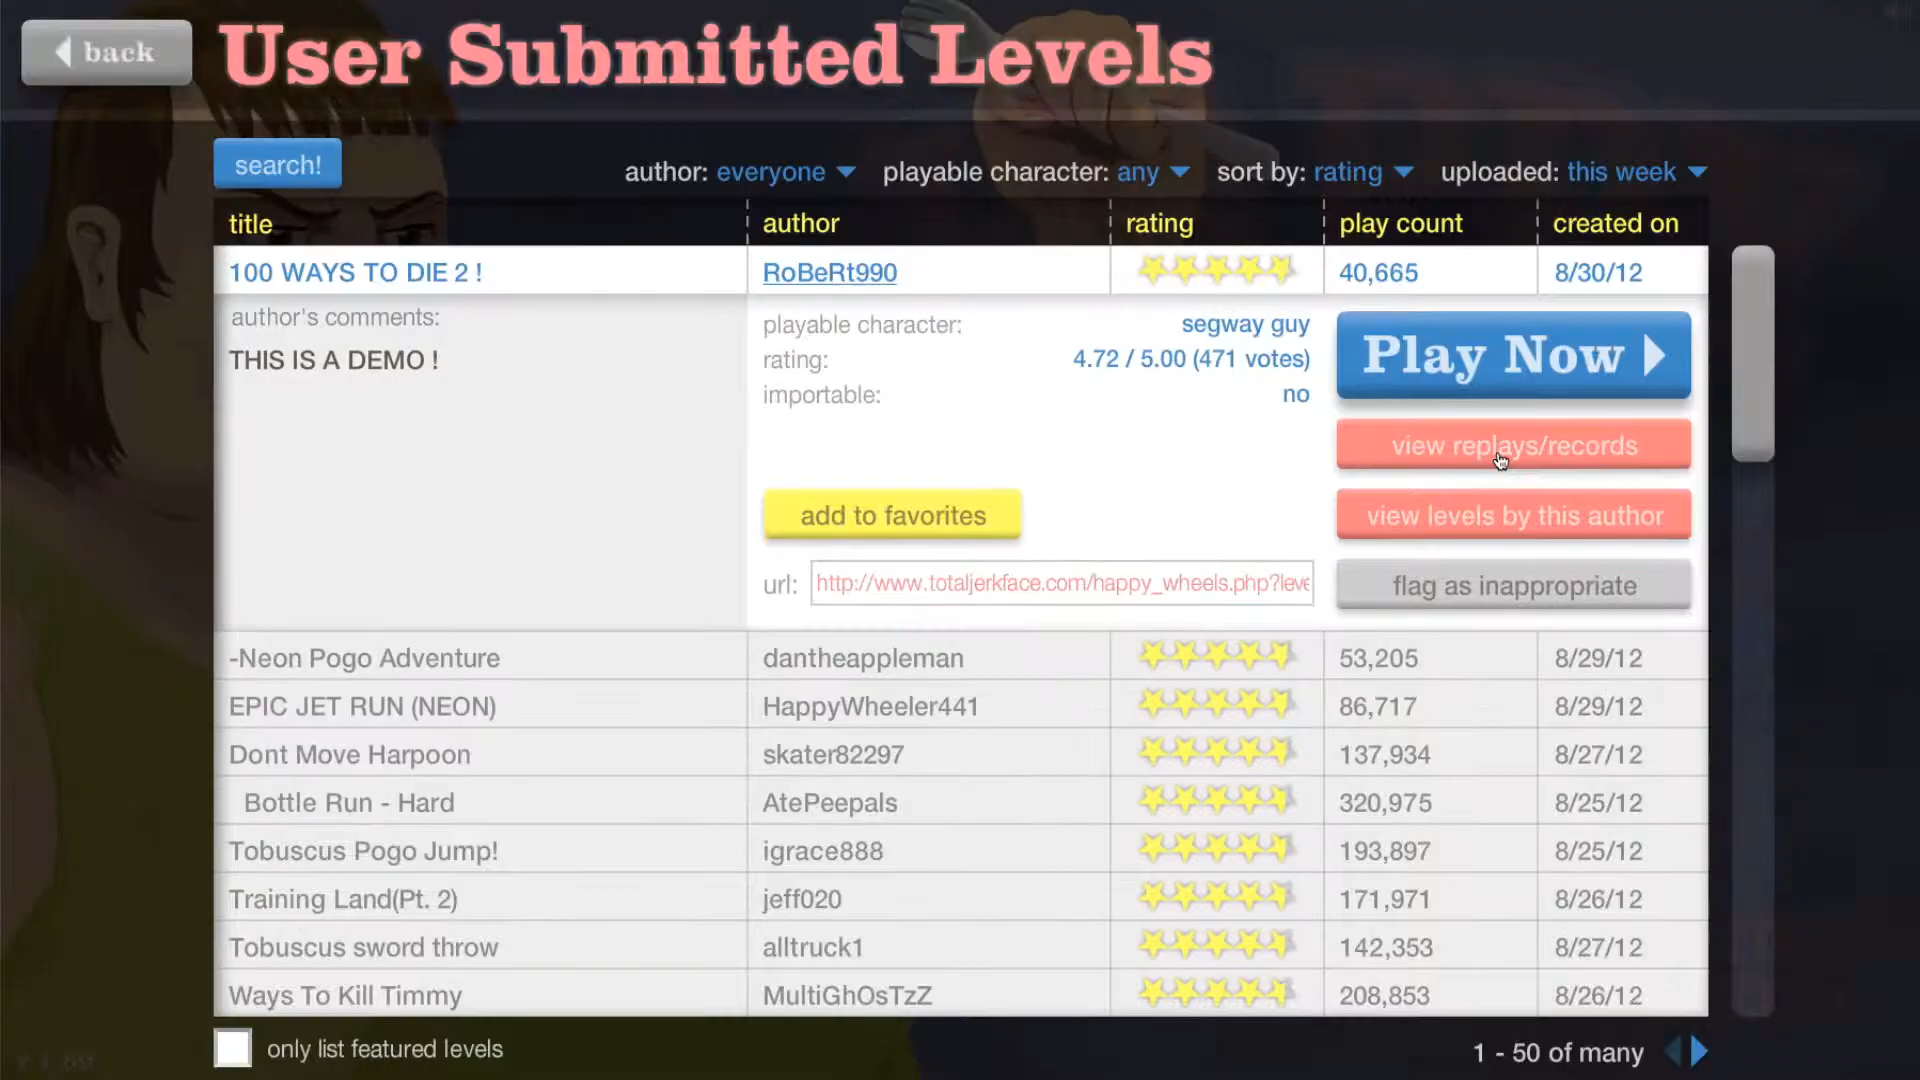 back
User Submitted Levels
search!
author: everyone playable character: any sort by: rating uploaded: this week
title author rating play count created on
100 WAYS TO DIE 2 ! RoBeRt990 40,665 8/30/12
author's comments:
THIS IS A DEMO !
playable character: segway guy
rating: 4.72 / 5.00 (471 votes)
importable: no
Play Now
view replays/records
add to favorites
view levels by this author
url: http://www.totaljerkface.com/happy_wheels.php?leve
flag as inappropriate
-Neon Pogo Adventure dantheappleman 53,205 8/29/12
EPIC JET RUN (NEON) HappyWheeler441 86,717 8/29/12
Dont Move Harpoon skater82297 137,934 8/27/12
Bottle Run - Hard AtePeepals 320,975 8/25/12
Tobuscus Pogo Jump! igrace888 193,897 8/25/12
Training Land(Pt. 2) jeff020 171,971 8/26/12
Tobuscus sword throw alltruck1 142,353 8/27/12
Ways To Kill Timmy MultiGhOsTzZ 208,853 8/26/12
only list featured levels
1 - 50 of many